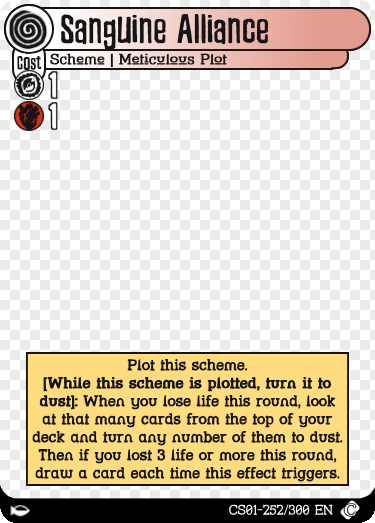 Sanguine Alliance
COST
Scheme | Meticulous Plot
1
1
Plot this scheme.
[While this scheme is plotted, turn it to
dust]: When you lose life this round, look
at that many cards from the top of your
deck and turn any number of them to dust.
Then if you lost 3 life or more this round,
draw a card each time this effect triggers.
CS01-252/300 EN